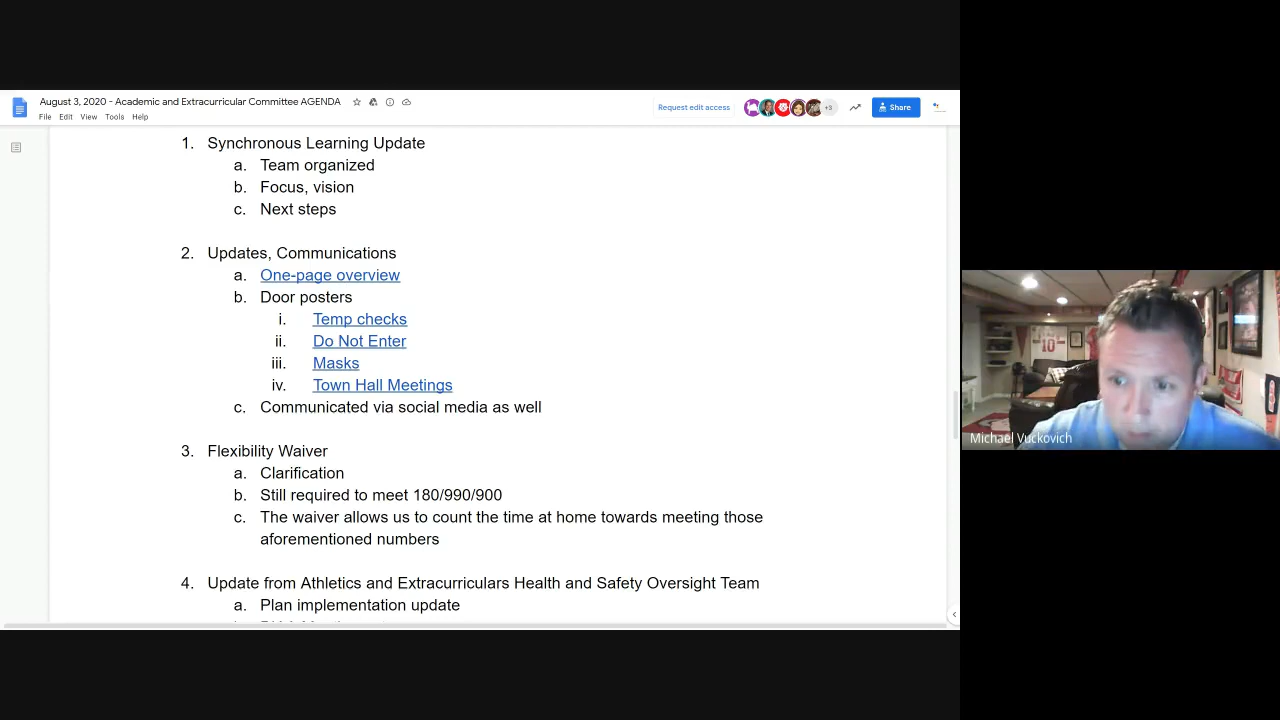 August 3, 2020 - Academic and Extracurricular Committee AGENDA
File Edit View Tools Help
Request edit access
+3
Share
1. Synchronous Learning Update
a. Team organized
b. Focus, vision
c. Next steps
2. Updates, Communications
a. One-page overview
b. Door posters
i. Temp checks
ii. Do Not Enter
iii. Masks
iv. Town Hall Meetings
c. Communicated via social media as well
3. Flexibility Waiver
a. Clarification
b. Still required to meet 180/990/900
c. The waiver allows us to count the time at home towards meeting those
aforementioned numbers
4. Update from Athletics and Extracurriculars Health and Safety Oversight Team
a. Plan implementation update
10
Michael Vuckovich